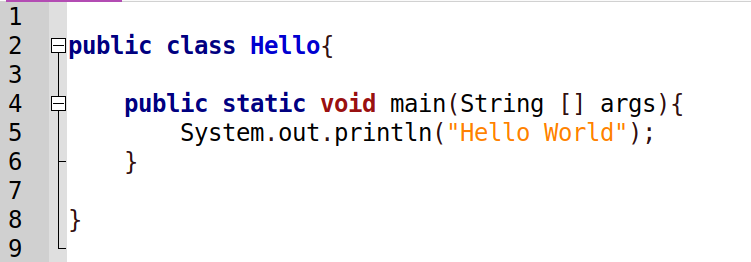 1
2 public class Hello{
3
4 public static void main(String [] args){
5 System.out.println("Hello World");
6 }
7
8 }
9